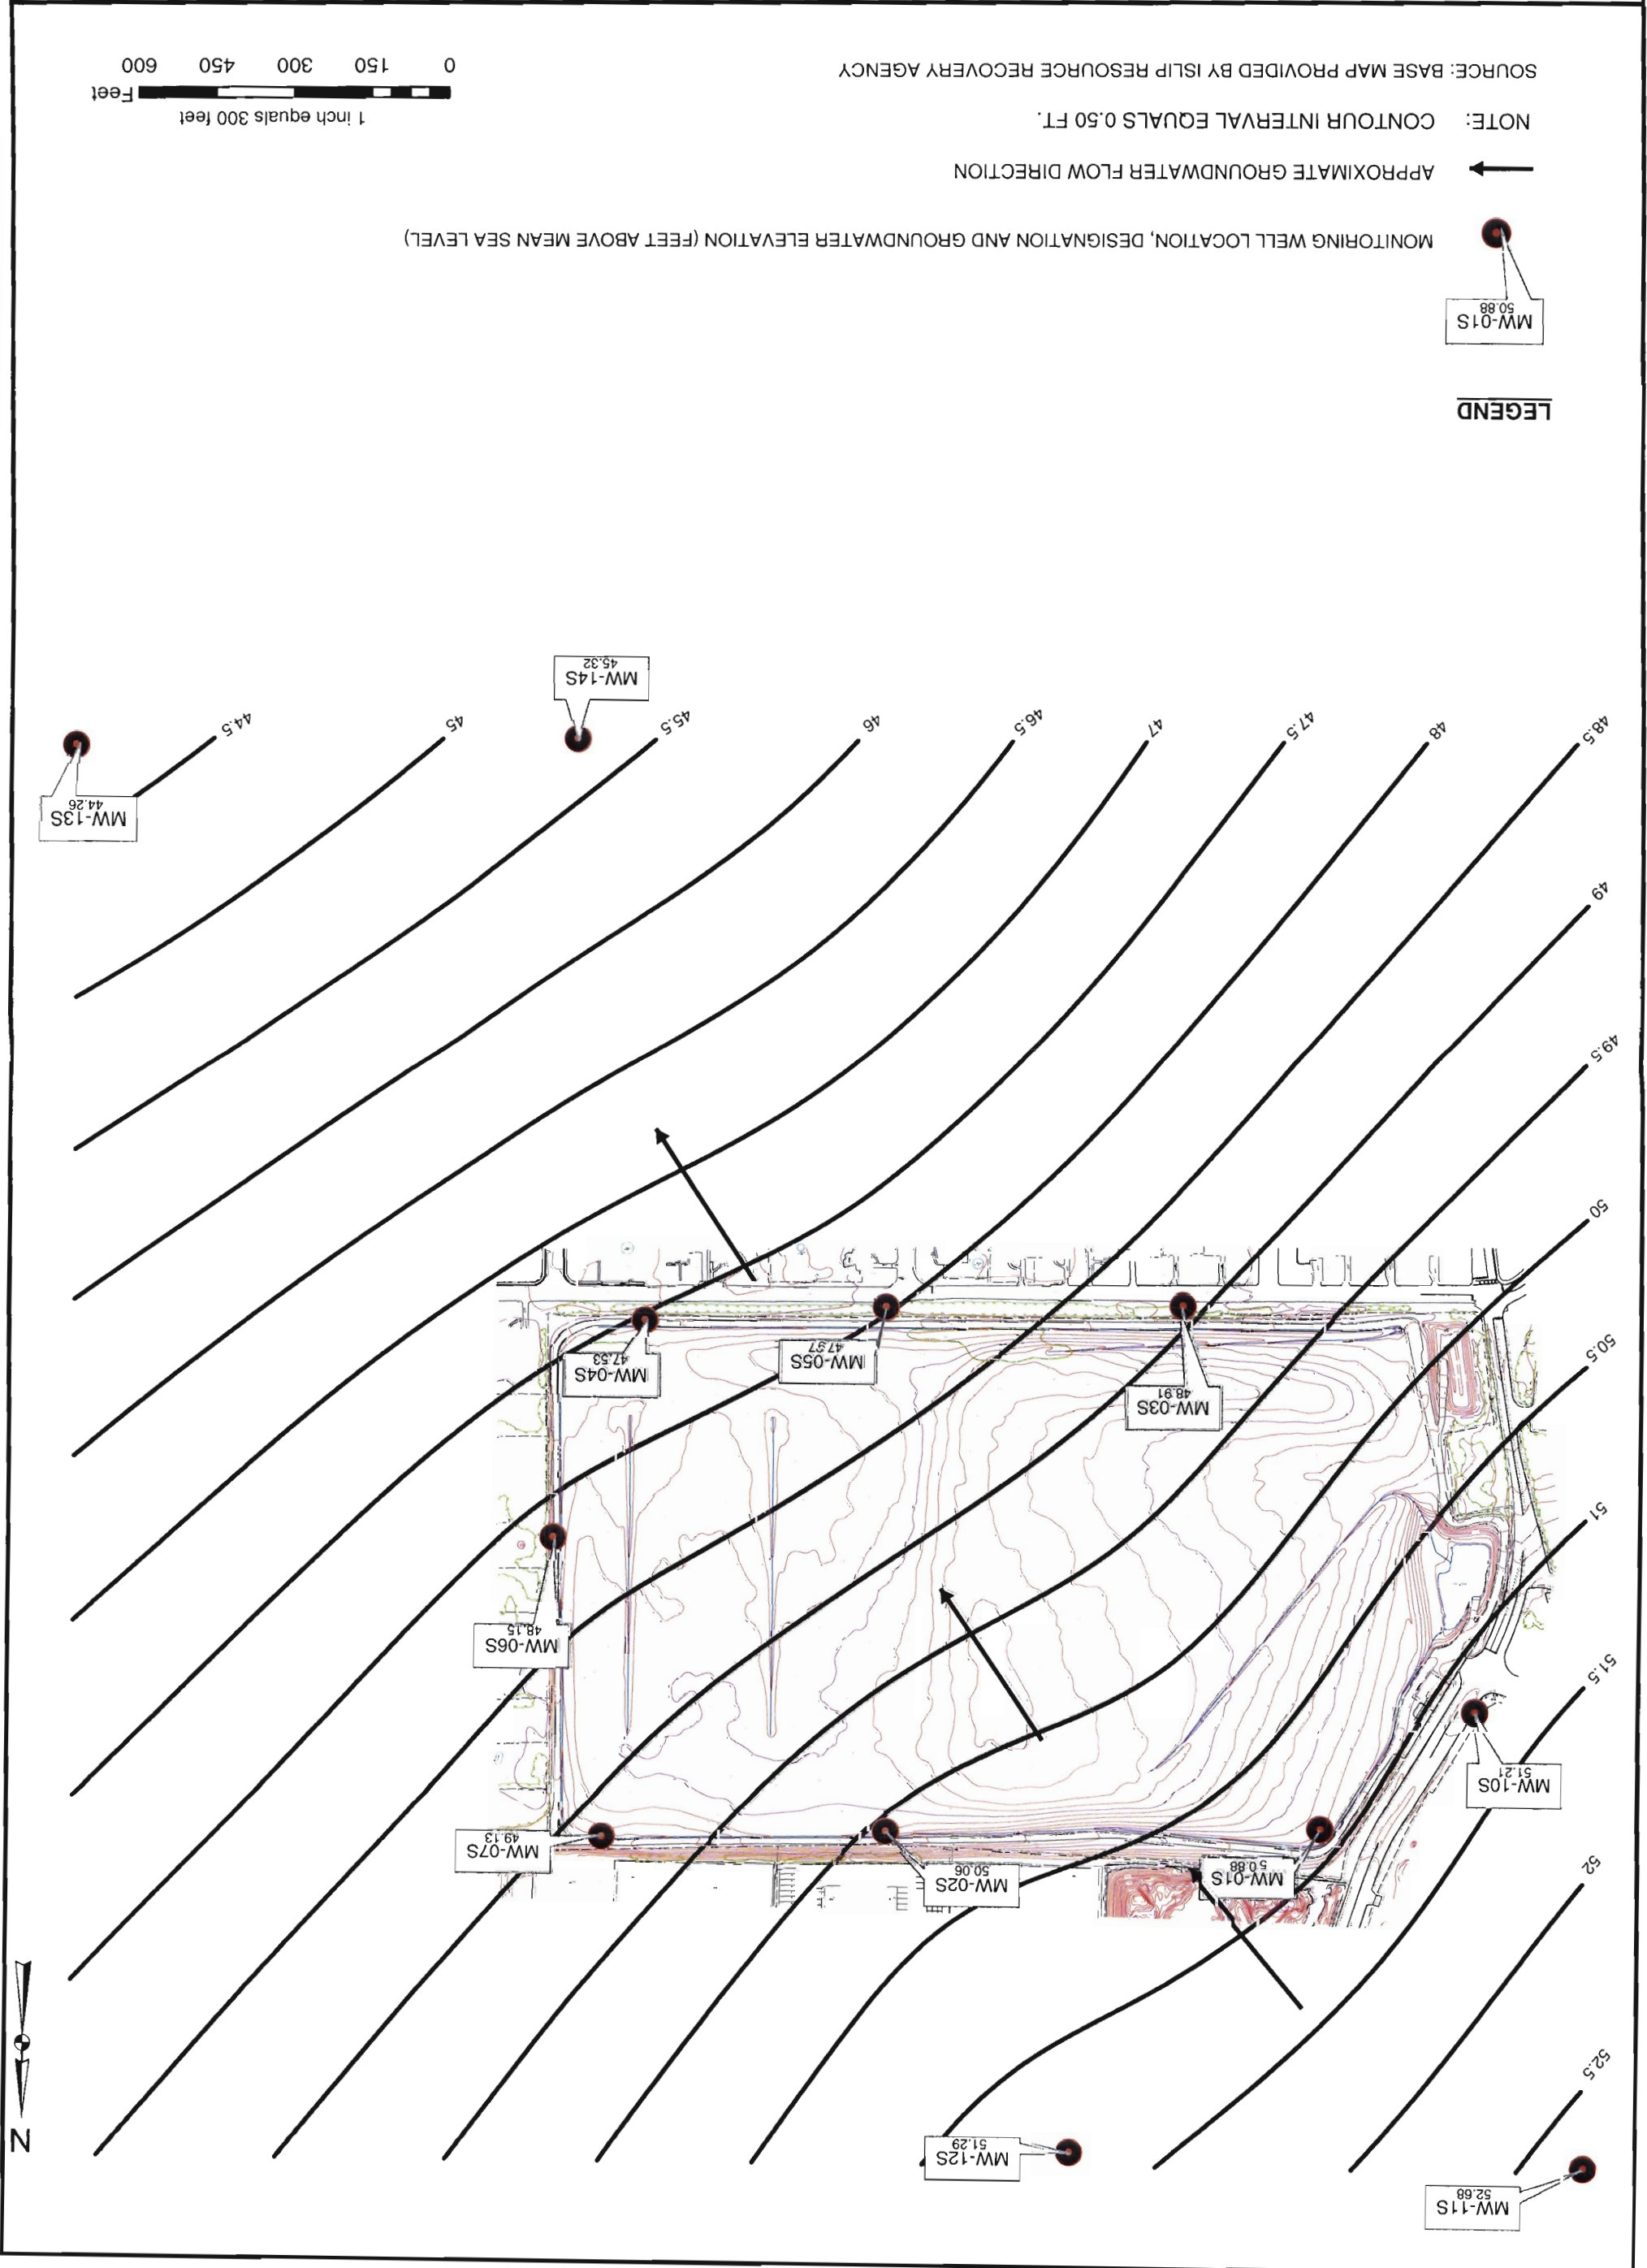 MW-11S
52.68
MW-12S
51.29
N
52.5
52
MW-01S
50.88
MW-02S
50.06
MW-07S
49.13
MW-10S
51.21
51.5
MW-06S
48.15
51
MW-03S
48.91
50.5
MW-05S
47.97
MW-04S
47.53
50
49.5
49
MW-13S
44.26
48.5
48
47.5
47
46.5
46
45.5
45
44.5
MW-14S
45.32
LEGEND
MW-01S
50.88
MONITORING WELL LOCATION, DESIGNATION AND GROUNDWATER ELEVATION (FEET ABOVE MEAN SEA LEVEL)
APPROXIMATE GROUNDWATER FLOW DIRECTION
NOTE: CONTOUR INTERVAL EQUALS 0.50 FT.
SOURCE: BASE MAP PROVIDED BY ISLIP RESOURCE RECOVERY AGENCY
1 inch equals 300 feet
Feet
0 150 300 450 600